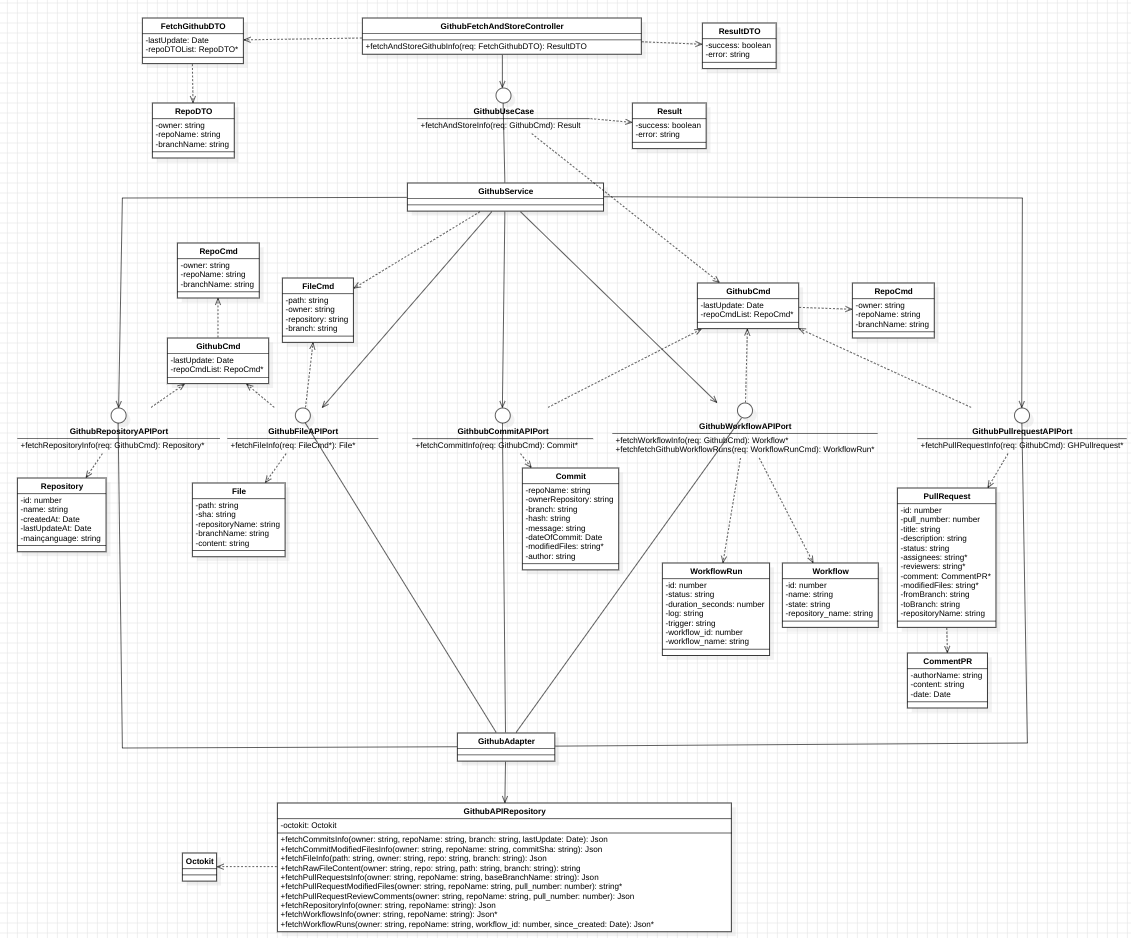 FetchGithubDTO
-lastUpdate: Date
-repoDTOList: RepoDTO*
GithubFetchAndStoreController
+fetchAndStoreGithubInfo(req: FetchGithubDTO): ResultDTO
ResultDTO
-success: boolean
-error: string
RepoDTO
-owner: string
-repoName: string
-branchName: string
GithubUseCase
+fetchAndStoreInfo(req: GithubCmd): Result
Result
-success: boolean
-error: string
GithubService
RepoCmd
-owner: string
-repoName: string
-branchName: string
FileCmd
-path: string
-owner: string
-repository: string
-branch: string
GithubCmd
-lastUpdate: Date
-repoCmdList: RepoCmd*
RepoCmd
-owner: string
-repoName: string
-branchName: string
GithubCmd
-lastUpdate: Date
-repoCmdList: RepoCmd*
GithubRepositoryAPIPort
+fetchRepositoryInfo(req: GithubCmd): Repository*
GithubFileAPIPort
+fetchFileInfo(req: FileCmd*): File*
GithbubCommitAPIPort
+fetchCommitInfo(req: GithubCmd): Commit*
GithubWorkflowAPIPort
+fetchWorkflowInfo(req: GithubCmd): Workflow*
+fetchfetchGithubWorkflowRuns(req: WorkflowRunCmd): WorkflowRun*
GithubPullrequestAPIPort
+fetchPullRequestInfo(req: GithubCmd): GHPullrequest*
Repository
-id: number
-name: string
-createdAt: Date
-lastUpdateAt: Date
-mainçanguage: string
File
-path: string
-sha: string
-repositoryName: string
-branchName: string
-content: string
Commit
-repoName: string
-ownerRepository: string
-branch: string
-hash: string
-message: string
-dateOfCommit: Date
-modifiedFiles: string*
-author: string
WorkflowRun
-id: number
-status: string
-duration_seconds: number
-log: string
-trigger: string
-workflow_id: number
-workflow_name: string
Workflow
-id: number
-name: string
-state: string
-repository_name: string
PullRequest
-id: number
-pull_number: number
-title: string
-description: string
-status: string
-assignees: string*
-reviewers: string*
-comment: CommentPR*
-modifiedFiles: string*
-fromBranch: string
-toBranch: string
-repositoryName: string
CommentPR
-authorName: string
-content: string
-date: Date
GithubAdapter
GithubAPIRepository
-octokit: Octokit
+fetchCommitsInfo(owner: string, repoName: string, branch: string, lastUpdate: Date): Json
+fetchCommitModifiedFilesInfo(owner: string, repoName: string, commitSha: string): Json
+fetchFileInfo(path: string, owner: string, repo: string, branch: string): Json
+fetchRawFileContent(owner: string, repo: string, path: string, branch: string): string
+fetchPullRequestsInfo(owner: string, repoName: string, baseBranchName: string): Json
+fetchPullRequestModifiedFiles(owner: string, repoName: string, pull_number: number): string*
+fetchPullRequestReviewComments(owner: string, repoName: string, pull_number: number): Json
+fetchRepositoryInfo(owner: string, repoName: string): Json
+fetchWorkflowsInfo(owner: string, repoName: string): Json*
+fetchWorkflowRuns(owner: string, repoName: string, workflow_id: number, since_created: Date): Json*
Octokit